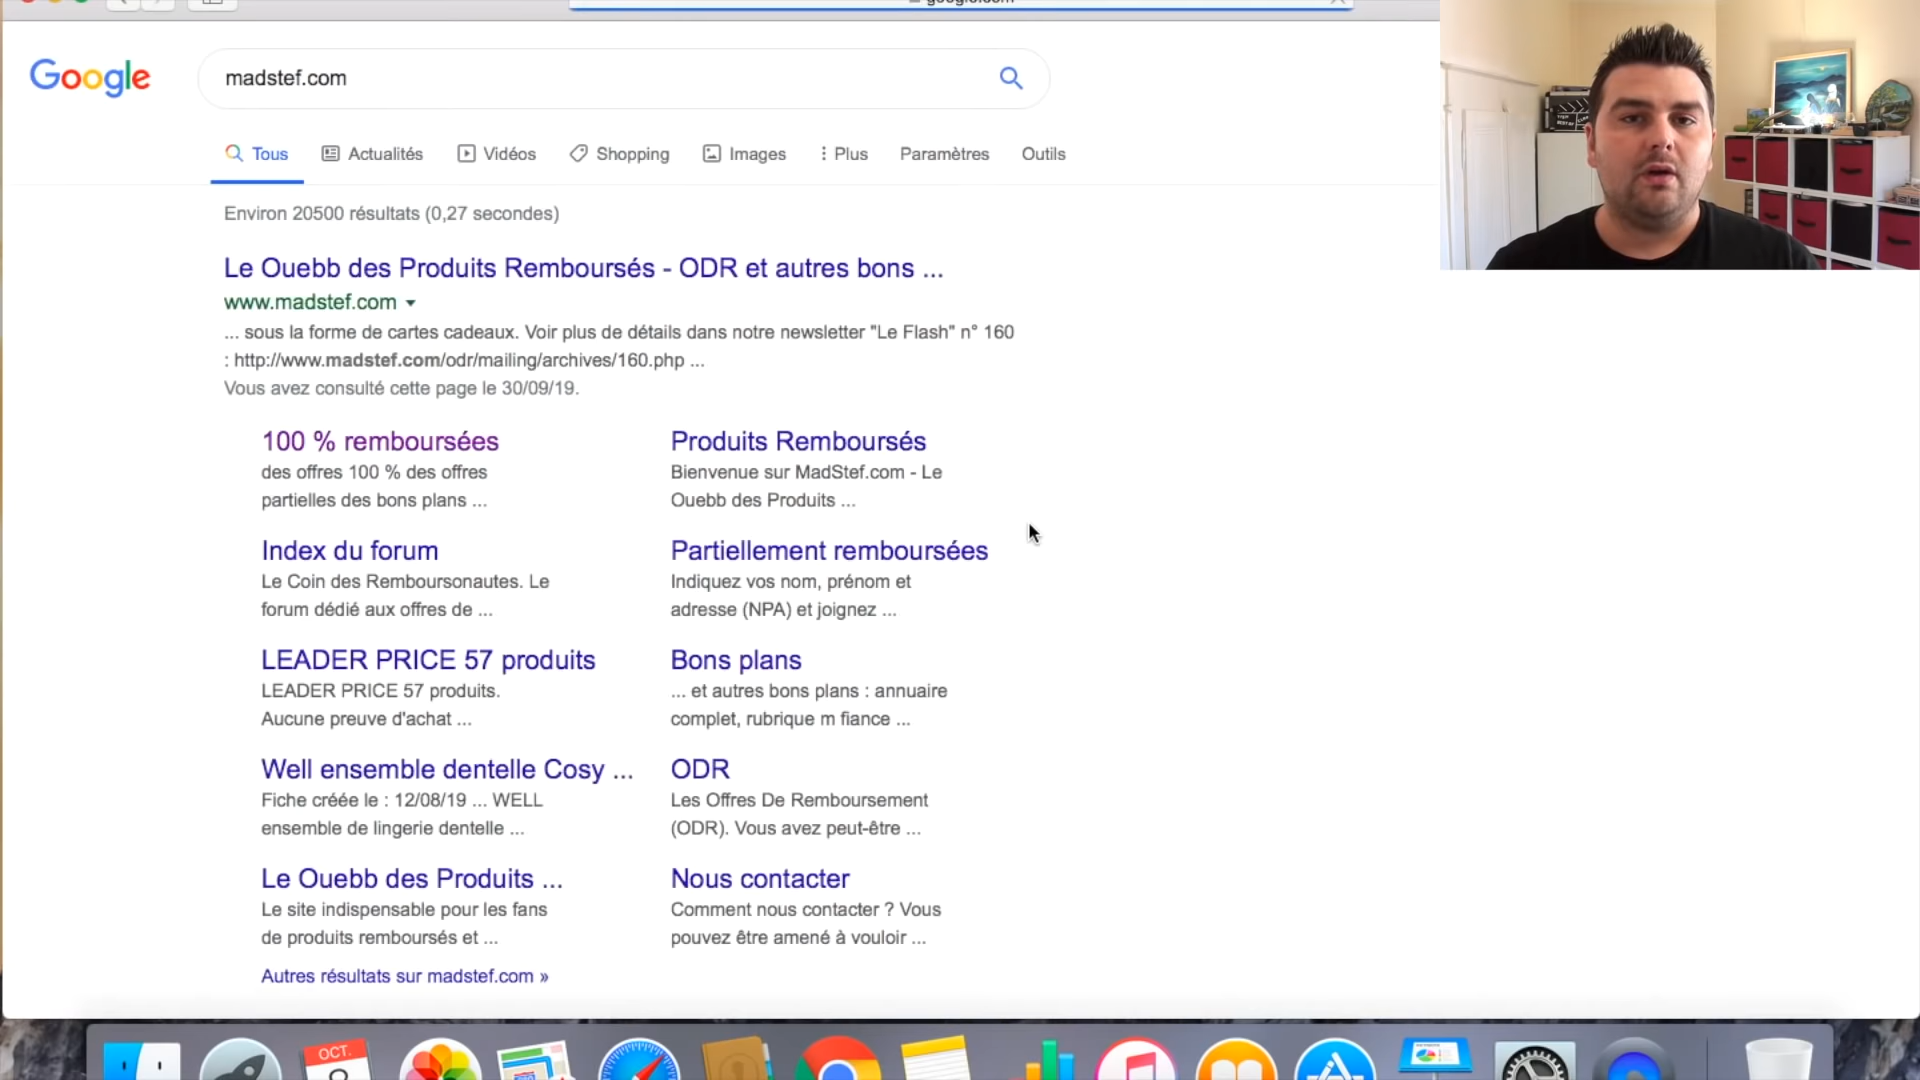 google.com
Google
madstef.com
Tous
Actualités
Vidéos
Shopping
Images
Plus
Paramètres
Outils
Environ 20500 résultats (0,27 secondes)
Le Ouebb des Produits Remboursés - ODR et autres bons ...
www.madstef.com
... sous la forme de cartes cadeaux. Voir plus de détails dans notre newsletter "Le Flash" n° 160
: http://www.madstef.com/odr/mailing/archives/160.php ...
Vous avez consulté cette page le 30/09/19.
100 % remboursées
des offres 100 % des offres
partielles des bons plans ...
Produits Remboursés
Bienvenue sur MadStef.com - Le
Ouebb des Produits ...
Index du forum
Le Coin des Remboursonautes. Le
forum dédié aux offres de ...
Partiellement remboursées
Indiquez vos nom, prénom et
adresse (NPA) et joignez ...
LEADER PRICE 57 produits
LEADER PRICE 57 produits.
Aucune preuve d'achat ...
Bons plans
... et autres bons plans : annuaire
complet, rubrique m fiance ...
Well ensemble dentelle Cosy ...
Fiche créée le : 12/08/19 ... WELL
ensemble de lingerie dentelle ...
ODR
Les Offres De Remboursement
(ODR). Vous avez peut-être ...
Le Ouebb des Produits ...
Le site indispensable pour les fans
de produits remboursés et ...
Nous contacter
Comment nous contacter ? Vous
pouvez être amené à vouloir ...
Autres résultats sur madstef.com »
OCT.